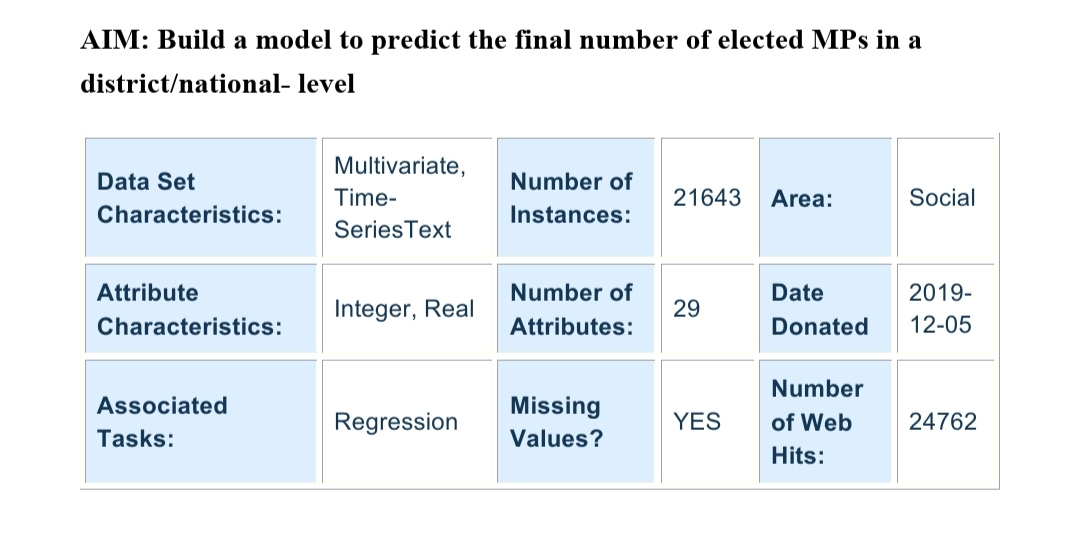 AIM: Build a model to predict the final number of elected MPs in a
district/national- level
Data Set
Characteristics:
Multivariate,
Time-
SeriesText
Number of
Instances:
21643
Area:
Social
Attribute
Characteristics:
Integer, Real
Number of
Attributes:
29
Date
Donated
2019-
12-05
Associated
Tasks:
Regression
Missing
Values?
YES
Number
of Web
Hits:
24762